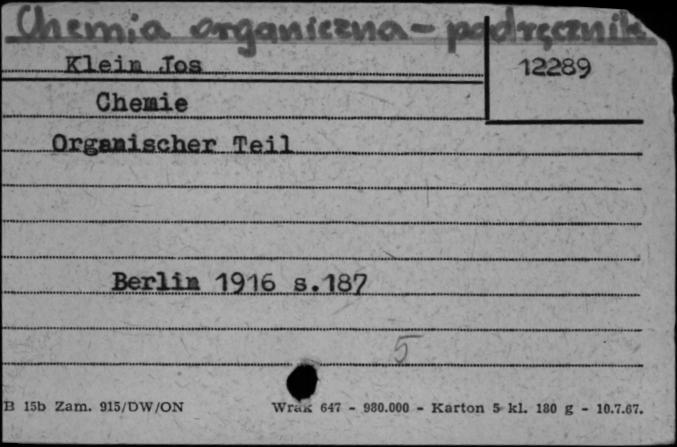 Chemia organiczna - podręcznik
Klein Jos
12289
Chemie
Organischer Teil
Berlin 1916 s.187
5
B 15b Zam. 915/DW/ON Wrak 647 - 980.000 - Karton 5 kl. 180 g - 10.7.67.